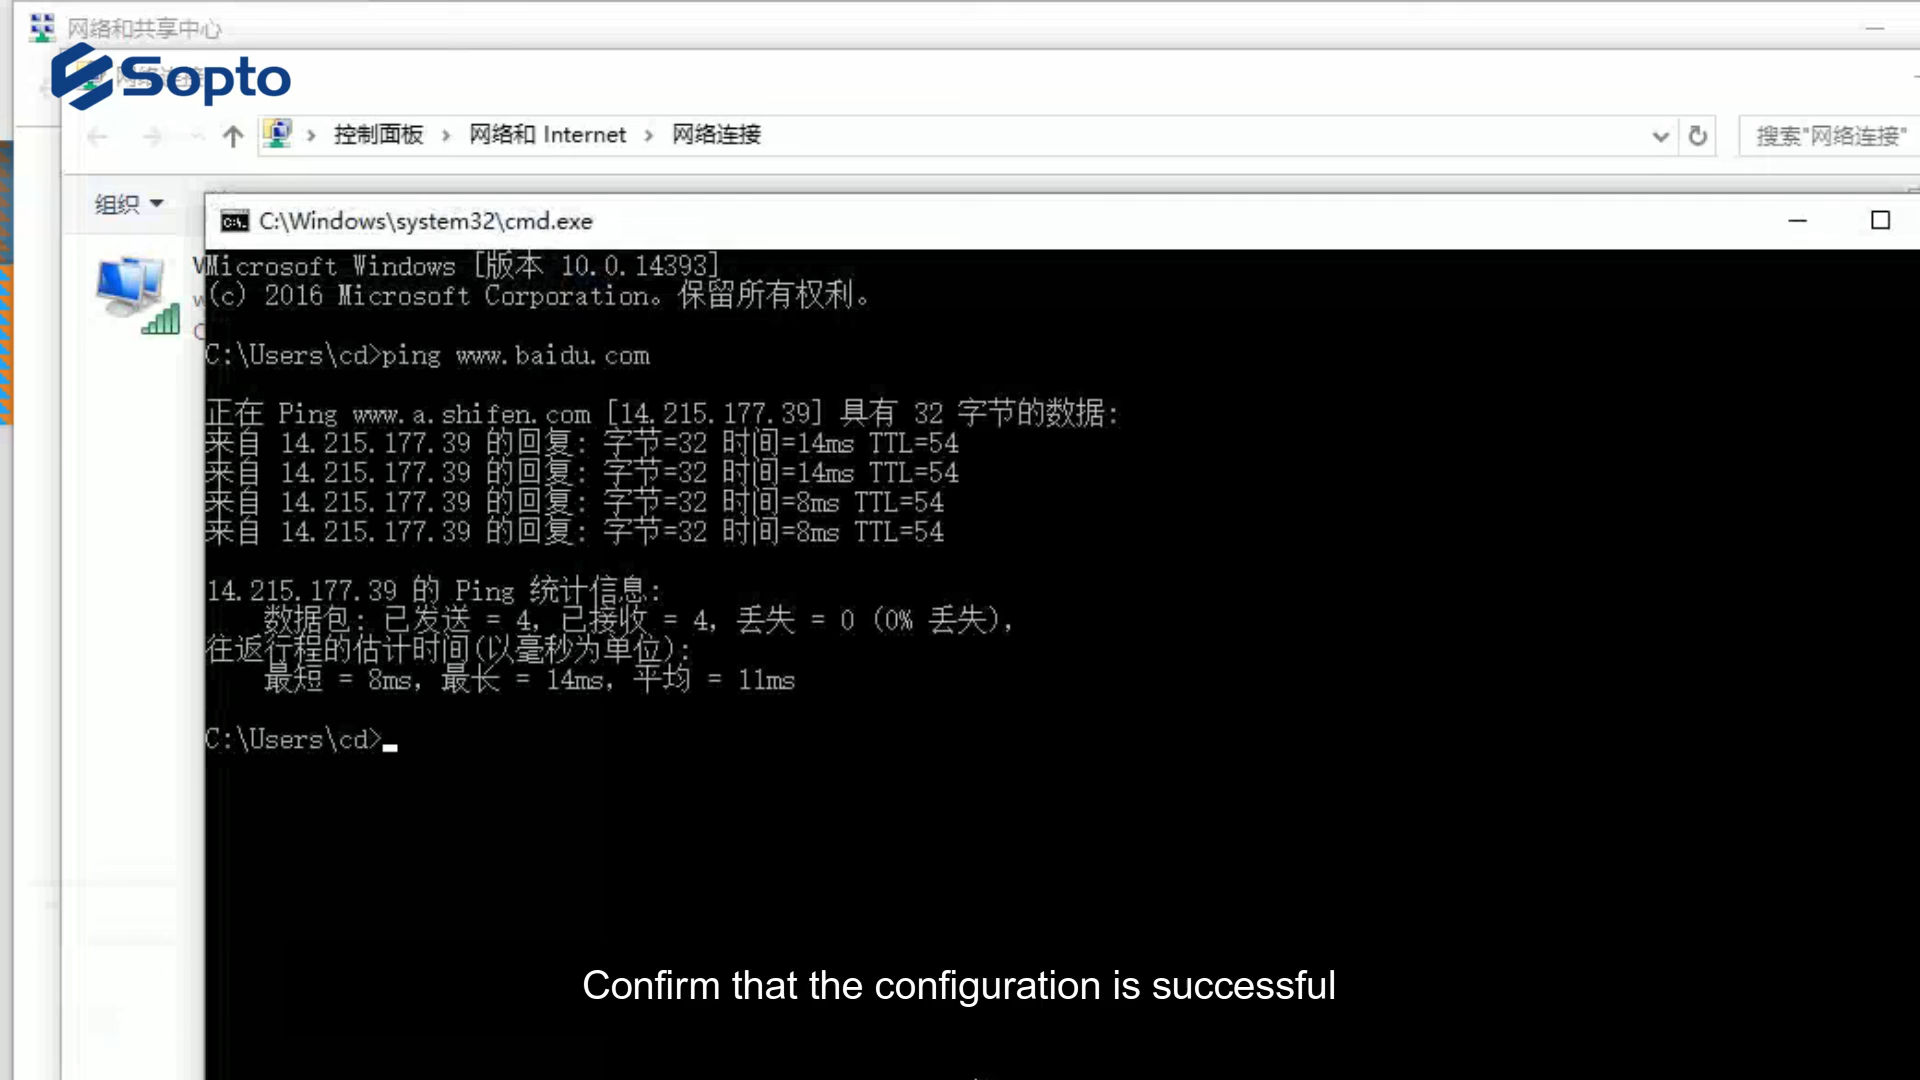 网络和共享中心
Sopto
控制面板 › 网络和 Internet › 网络连接
搜索"网络连接"
组织
C:\Windows\system32\cmd.exe
Microsoft Windows [版本 10.0.14393]
(c) 2016 Microsoft Corporation。保留所有权利。
C:\Users\cd>ping www.baidu.com
正在 Ping www.a.shifen.com [14.215.177.39] 具有 32 字节的数据:
来自 14.215.177.39 的回复: 字节=32 时间=14ms TTL=54
来自 14.215.177.39 的回复: 字节=32 时间=14ms TTL=54
来自 14.215.177.39 的回复: 字节=32 时间=8ms TTL=54
来自 14.215.177.39 的回复: 字节=32 时间=8ms TTL=54
14.215.177.39 的 Ping 统计信息:
数据包: 已发送 = 4, 已接收 = 4, 丢失 = 0 (0% 丢失),
往返行程的估计时间(以毫秒为单位):
最短 = 8ms, 最长 = 14ms, 平均 = 11ms
C:\Users\cd>
Confirm that the configuration is successful